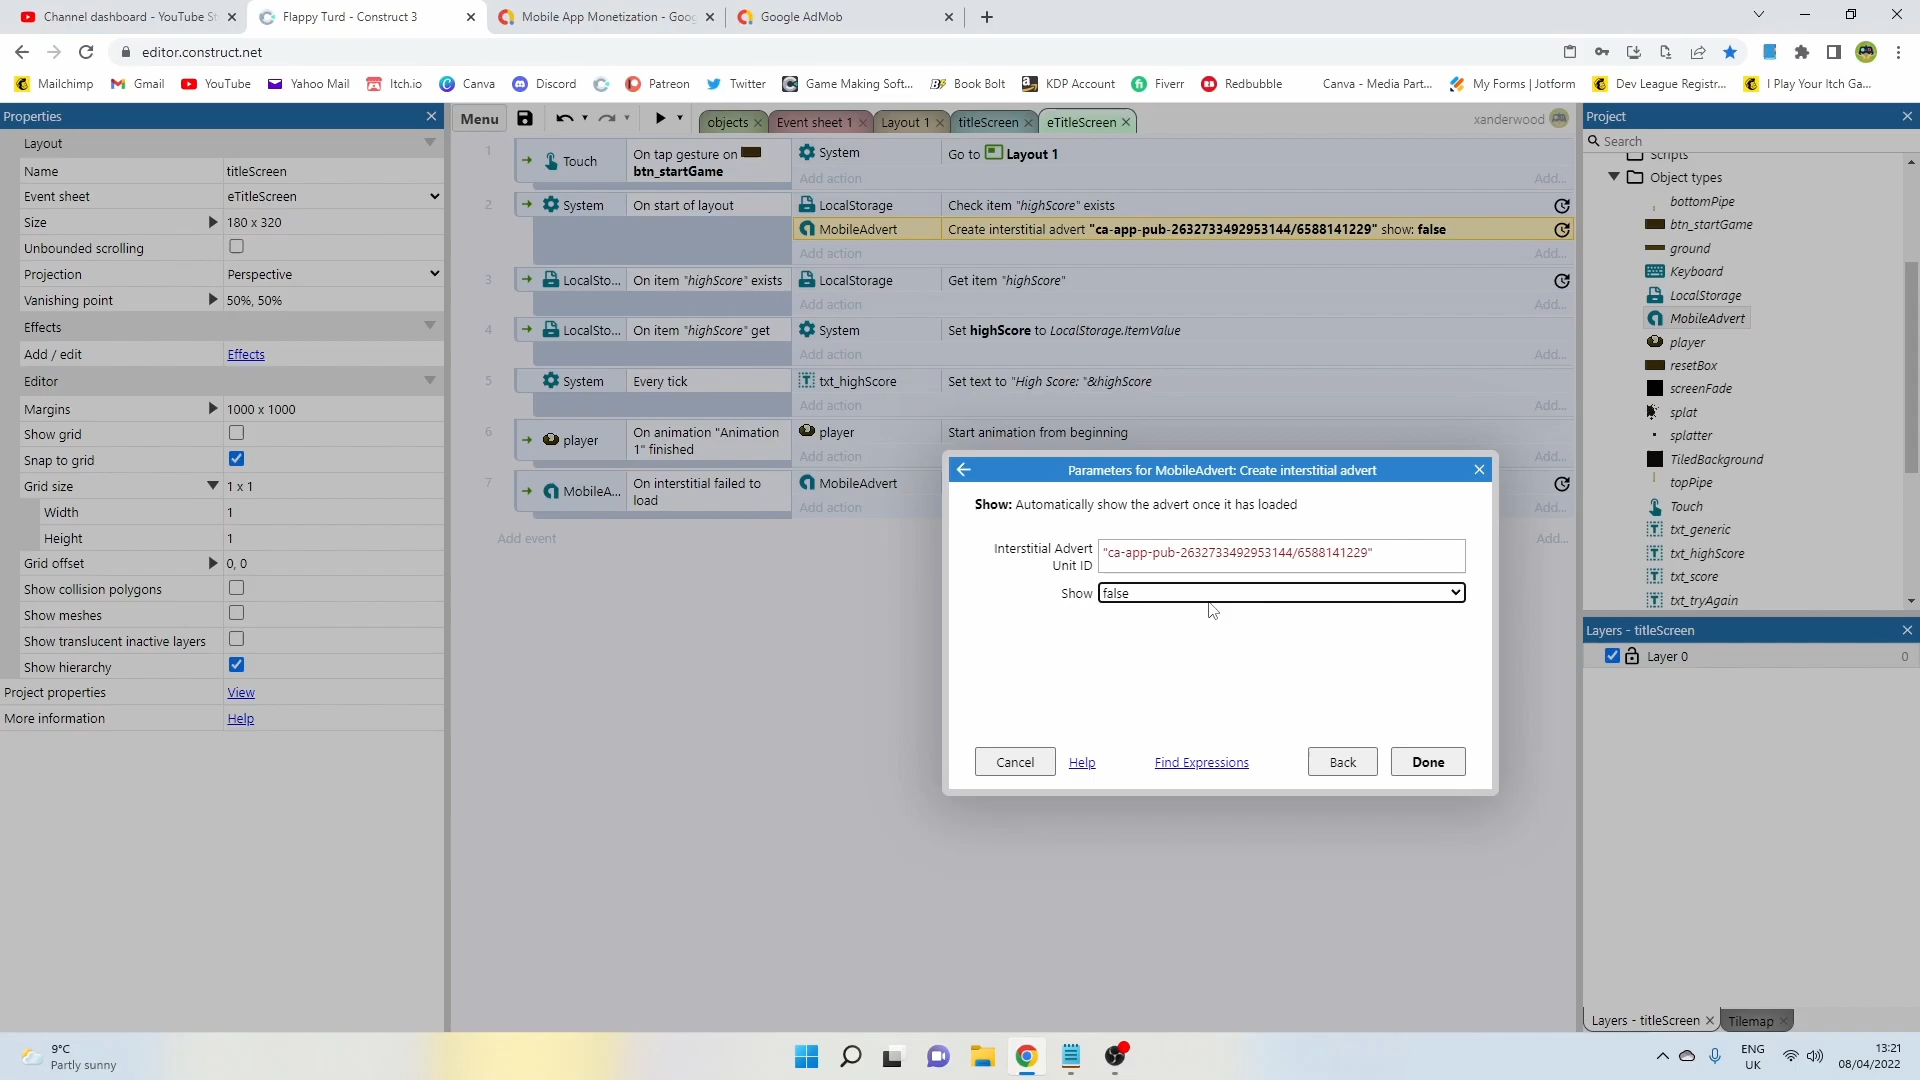 Channel dashboard - YouTube St
Flappy Turd - Construct 3
Mobile App Monetization - Goog
Google AdMob
editor.construct.net
Mailchimp
Gmail
YouTube
Yahoo Mail
Itch.io
Canva
Discord
Patreon
Twitter
Game Making Soft...
Book Bolt
KDP Account
Fiverr
Redbubble
Canva - Media Part...
My Forms | Jotform
Dev League Registr...
I Play Your Itch Ga...
Properties
Menu
objects
Event sheet 1
Layout 1
titleScreen
eTitleScreen
xanderwood
Project
Search
Layout
Name titleScreen
Event sheet eTitleScreen
Size 180 x 320
Unbounded scrolling
Projection Perspective
Vanishing point 50%, 50%
Effects
Add / edit Effects
Editor
Margins 1000 x 1000
Show grid
Snap to grid
Grid size 1 x 1
Width 1
Height 1
Grid offset 0, 0
Show collision polygons
Show meshes
Show translucent inactive layers
Show hierarchy
Project properties View
More information Help
1 Touch On tap gesture on btn_startGame System Go to Layout 1
Add action Add...
2 System On start of layout LocalStorage Check item "highScore" exists
MobileAdvert Create interstitial advert "ca-app-pub-2632733492953144/6588141229" show: false
Add action
3 LocalSto... On item "highScore" exists LocalStorage Get item "highScore"
Add action Add...
4 LocalSto... On item "highScore" get System Set highScore to LocalStorage.ItemValue
Add action Add...
5 System Every tick txt_highScore Set text to "High Score: "&highScore
Add action Add...
6 player On animation "Animation 1" finished player Start animation from beginning
Add action Add...
7 MobileA... On interstitial failed to load MobileAdvert
Add action Add...
Add event Add...
Parameters for MobileAdvert: Create interstitial advert
Show: Automatically show the advert once it has loaded
Interstitial Advert Unit ID "ca-app-pub-2632733492953144/6588141229"
Show false
Cancel
Help
Find Expressions
Back
Done
Scripts
Object types
bottomPipe
btn_startGame
ground
Keyboard
LocalStorage
MobileAdvert
player
resetBox
screenFade
splat
splatter
TiledBackground
topPipe
Touch
txt_generic
txt_highScore
txt_score
txt_tryAgain
Layers - titleScreen
Layer 0 0
Layers - titleScreen
Tilemap
9°C
Partly sunny
ENG
UK
13:21
08/04/2022